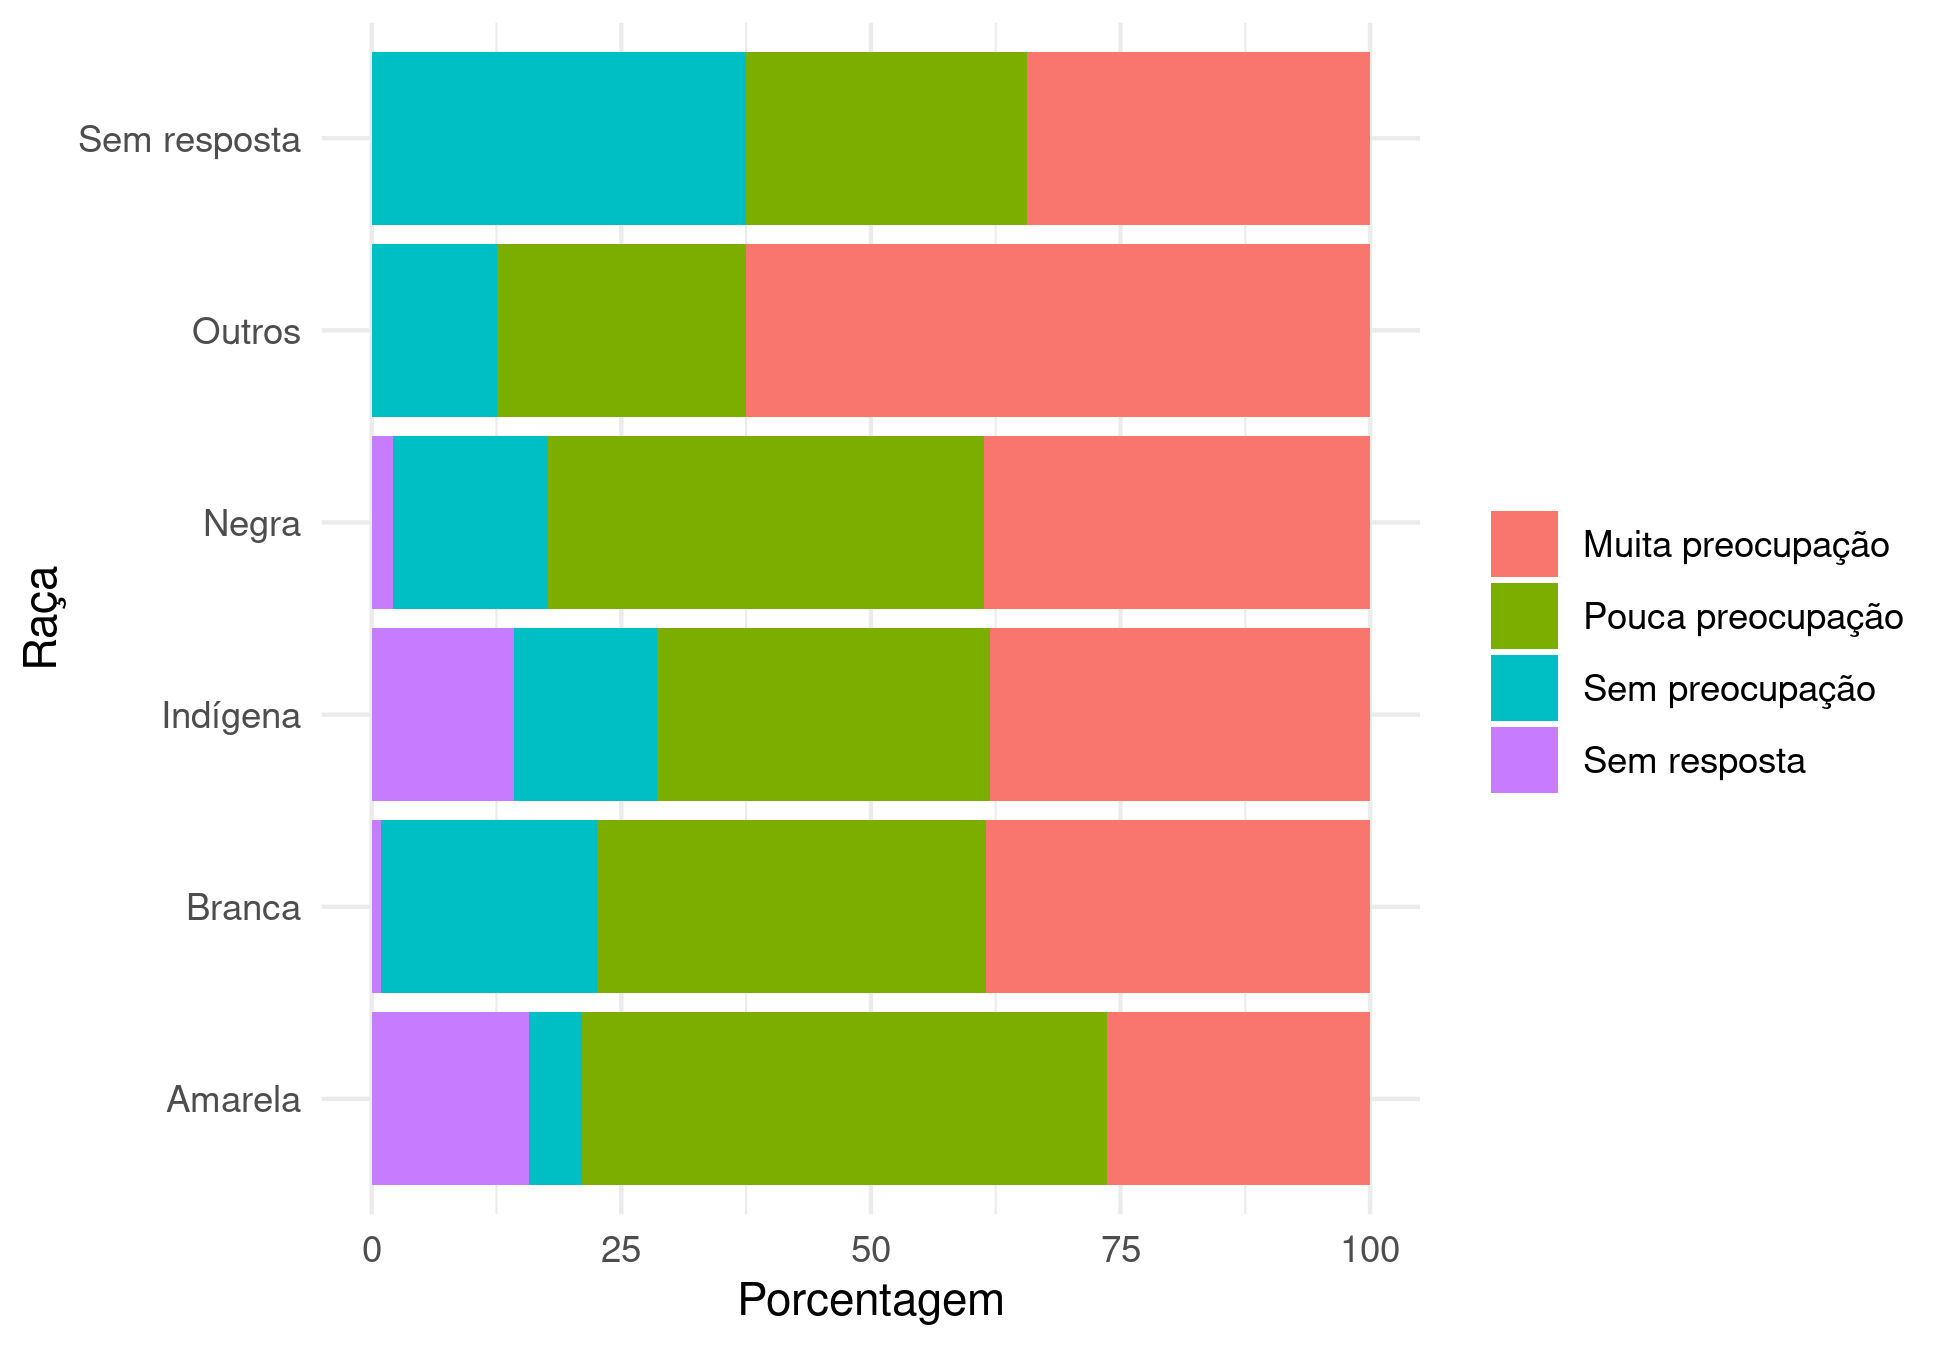 Sem resposta
Outros
Negra
Indígena
Branca
Amarela
Raça
0 25 50 75 100
Porcentagem
Muita preocupação
Pouca preocupação
Sem preocupação
Sem resposta